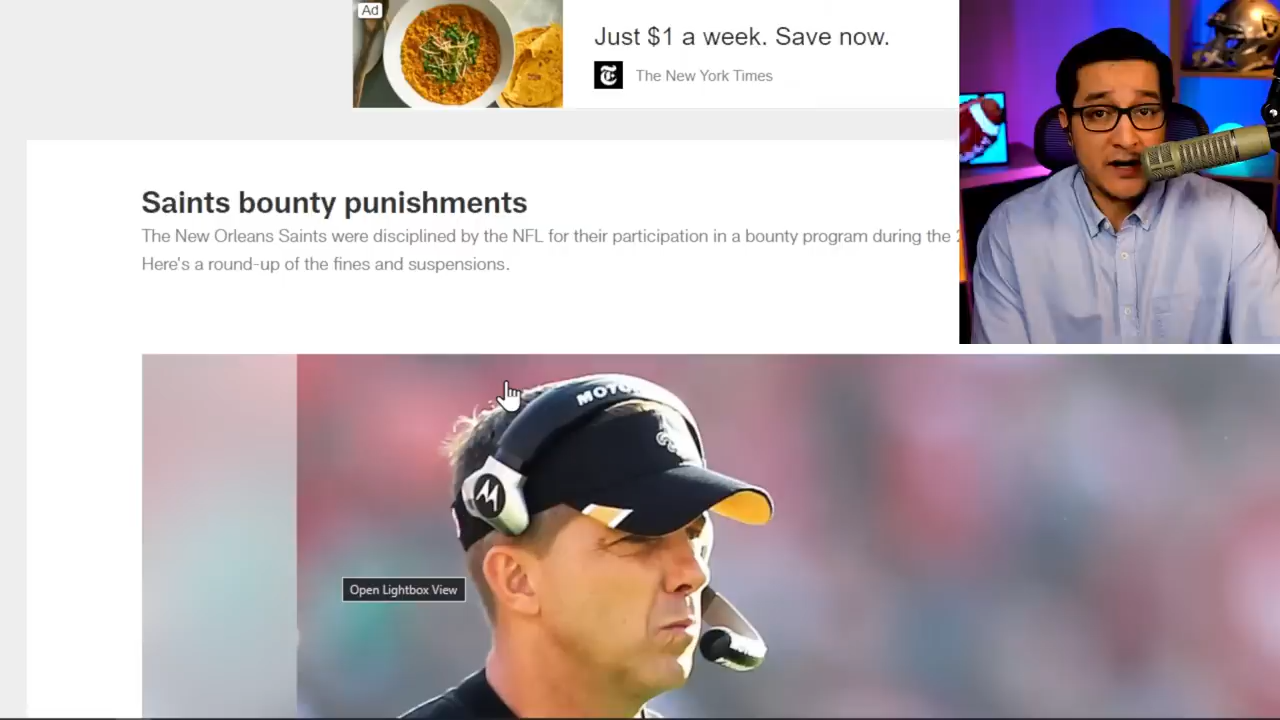 Ad
Just $1 a week. Save now.
The New York Times
Saints bounty punishments
The New Orleans Saints were disciplined by the NFL for their participation in a bounty program during the
Here's a round-up of the fines and suspensions.
Open Lightbox View